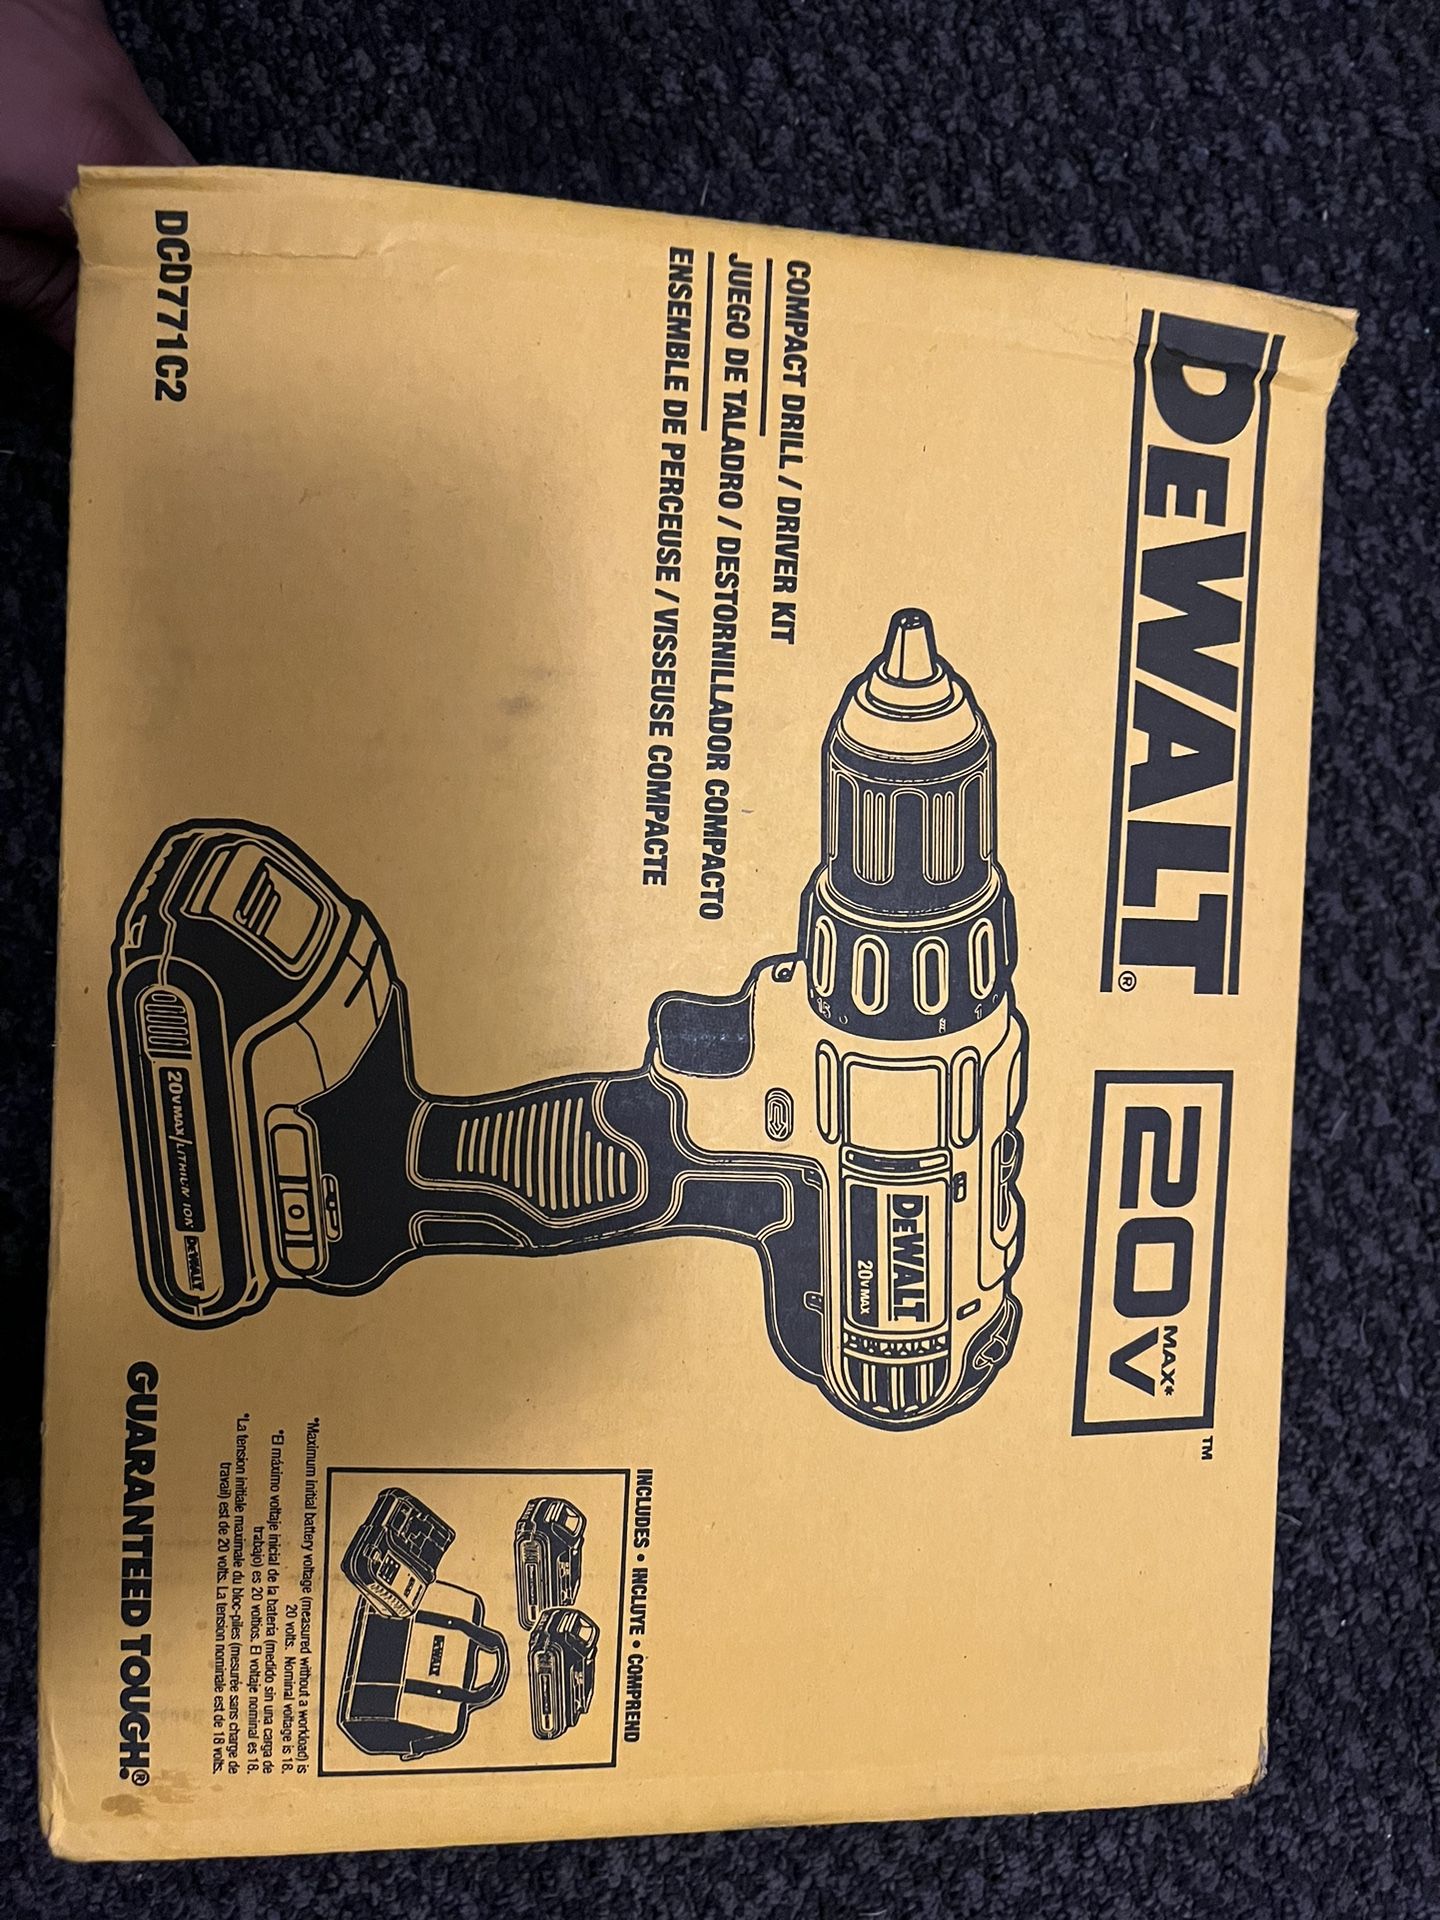 DEWALT®
20V MAX*™
COMPACT DRILL / DRIVER KIT
JUEGO DE TALADRO / DESTORNILLADOR COMPACTO
ENSEMBLE DE PERCEUSE / VISSEUSE COMPACTE
DEWALT
20V MAX
20V MAX/LITHIUM ION DEWALT
INCLUDES • INCLUYE • COMPREND
DEWALT
*Maximum initial battery voltage (measured without a workload) is
20 volts. Nominal voltage is 18.
*El máximo voltaje inicial de la batería (medido sin una carga de
trabajo) es 20 voltios. El voltaje nominal es 18.
*La tension initiale maximale du bloc-piles (mesurée sans charge de
travail) est de 20 volts. La tension nominale est de 18 volts.
DCD771C2
GUARANTEED TOUGH.®